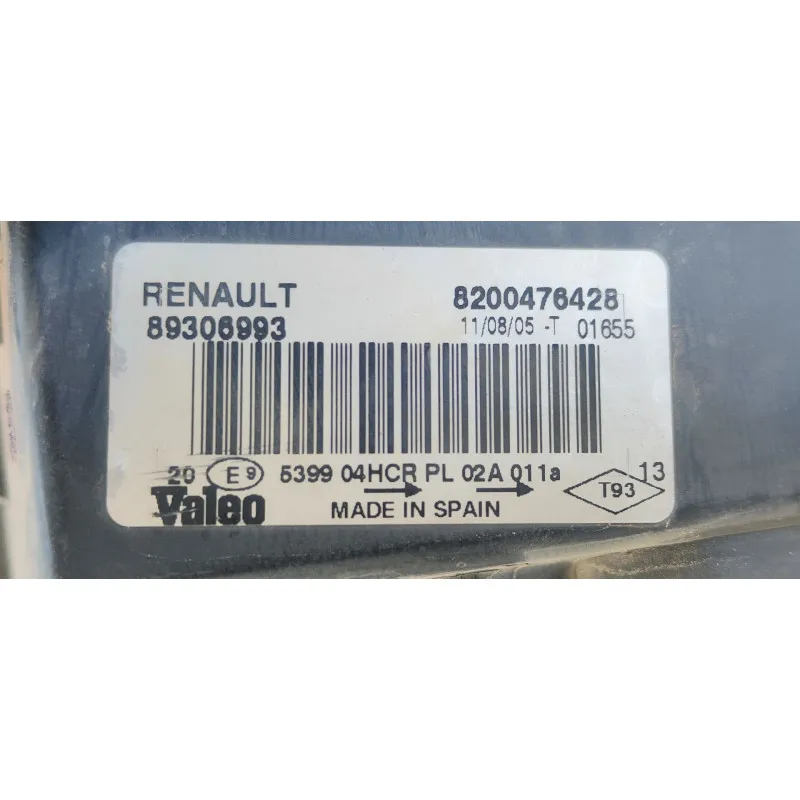 RENAULT 8200476428
89306993 11/08/05 -T 01655
20 E9 5399 04HCR PL 02A 011a 13
Valeo MADE IN SPAIN T93